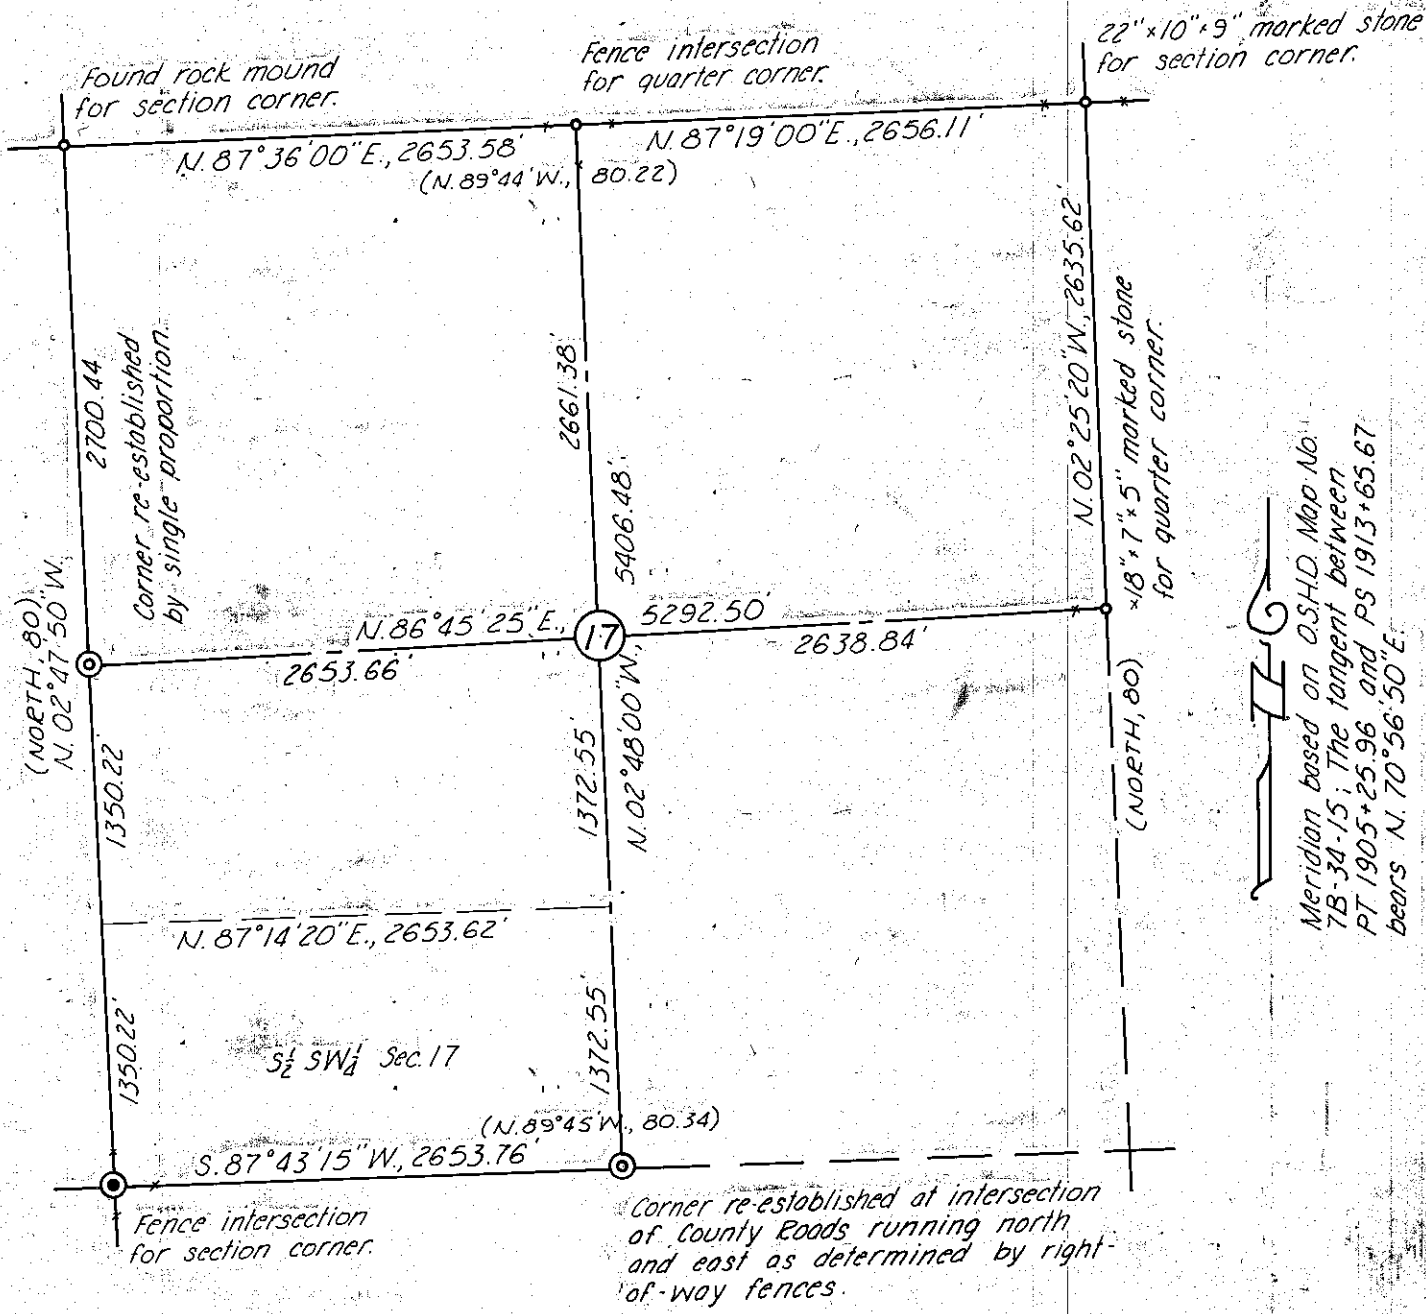 22"×10"×9" marked stone
for section corner.
Fence intersection
for quarter corner.
Found rock mound
for section corner.
N. 87°36'00"E., 2653.58'
N. 87°19'00"E., 2656.11'
(N. 89°44'W., 80.22)
2700.44
Corner re-established
by single proportion.
2661.38'
5406.48'
N. 02°25'20"W., 2635.62'
×18"×7"×5" marked stone
for quarter corner.
(NORTH, 80)
N. 02°47'50"W.
N. 86°45'25"E.,
5292.50'
17
2653.66'
2638.84'
1350.22'
1372.55'
N. 02°48'00"W.,
(NORTH, 80)
Meridian based on O.S.H.D. Map No.
7B-34-15; The tangent between
PT 1905+25.96 and PS 1913+65.67
bears N. 70°56'50"E.
N. 87°14'20"E., 2653.62'
1350.22'
1372.55'
S½ SW¼ Sec. 17
(N. 89°45'W., 80.34)
S. 87°43'15"W., 2653.76'
Fence intersection
for section corner.
Corner re-established at intersection
of County Roads running north
and east as determined by right-
of-way fences.